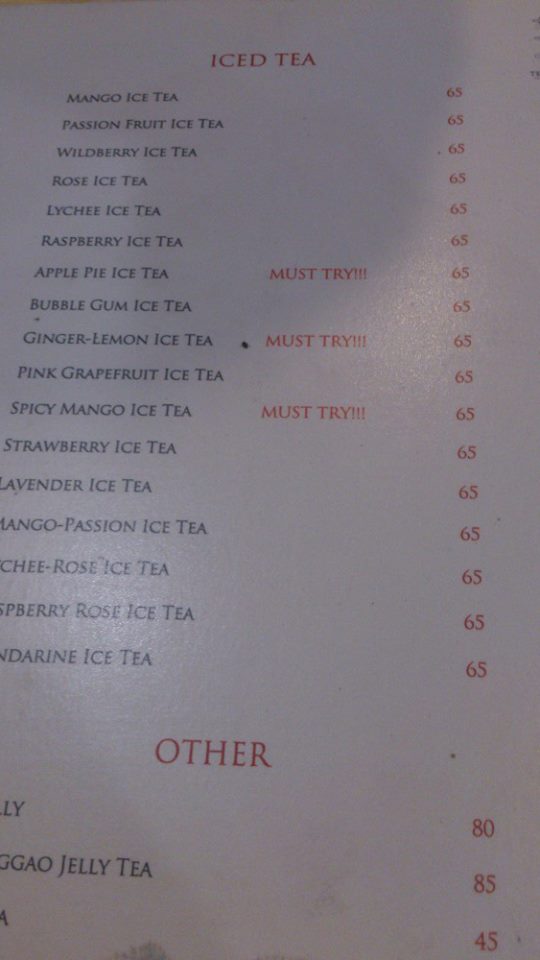 ICED TEA
MANGO ICE TEA 65
PASSION FRUIT ICE TEA 65
WILDBERRY ICE TEA 65
ROSE ICE TEA 65
LYCHEE ICE TEA 65
RASPBERRY ICE TEA 65
APPLE PIE ICE TEA MUST TRY!!! 65
BUBBLE GUM ICE TEA 65
GINGER-LEMON ICE TEA MUST TRY!!! 65
PINK GRAPEFRUIT ICE TEA 65
SPICY MANGO ICE TEA MUST TRY!!! 65
STRAWBERRY ICE TEA 65
LAVENDER ICE TEA 65
MANGO-PASSION ICE TEA 65
CHEE-ROSE ICE TEA 65
SPBERRY ROSE ICE TEA 65
NDARINE ICE TEA 65
OTHER
LLY 80
GGAO JELLY TEA 85
A 45